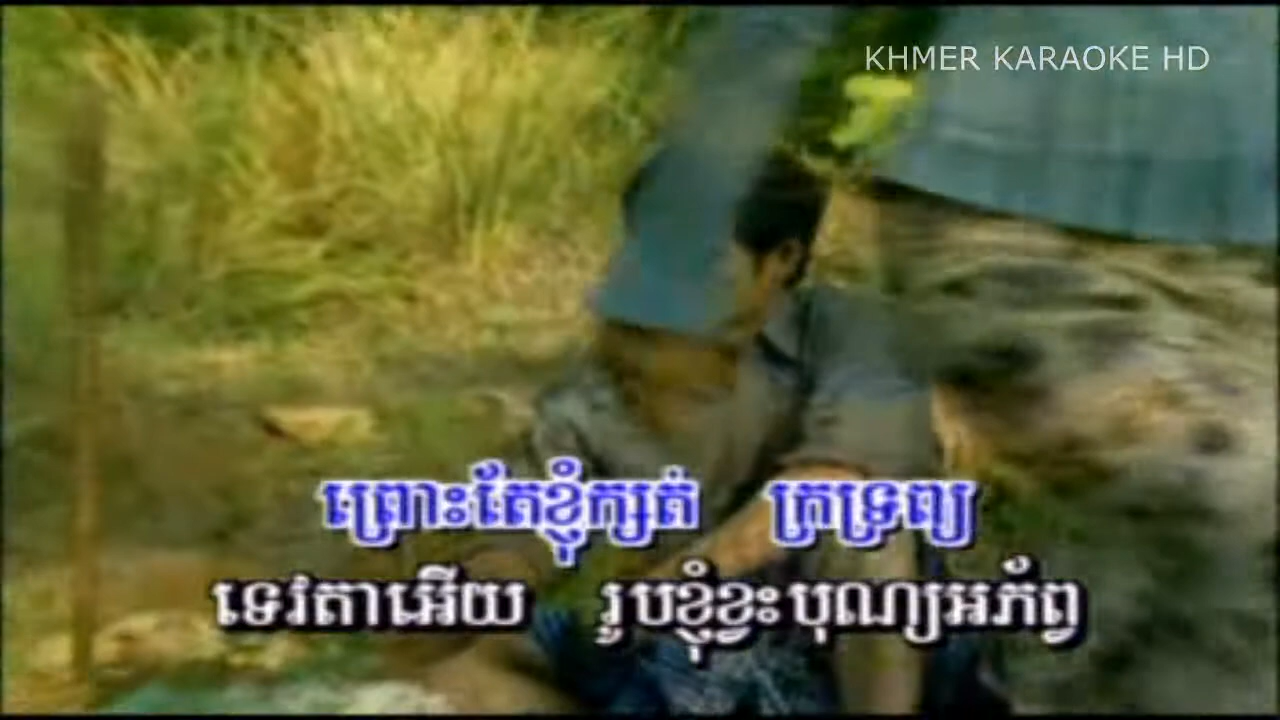 KHMER KARAOKE HD
ព្រោះតែខ្ញុំក្សត់ ក្រទ្រព្យ
ទេវតាអើយ រូបខ្ញុំខ្វះបុណ្យអភ័ព្វ